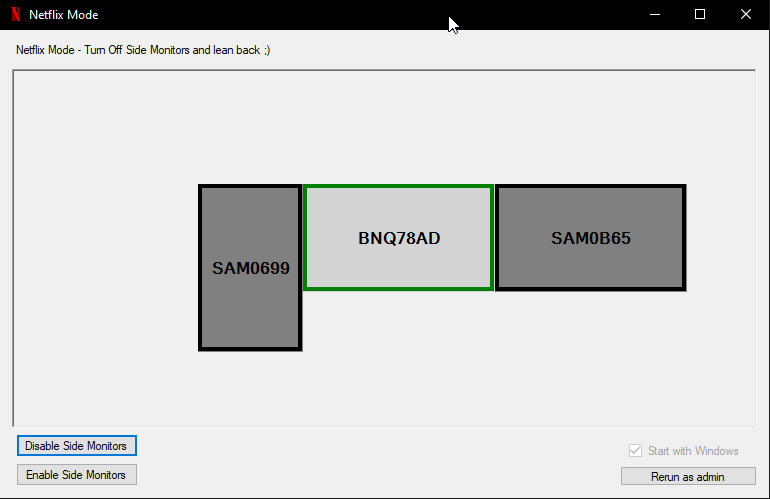 Netflix Mode
Netflix Mode - Turn Off Side Monitors and lean back ;)
SAM0699
BNQ78AD
SAM0B65
Disable Side Monitors
Enable Side Monitors
Start with Windows
Rerun as admin